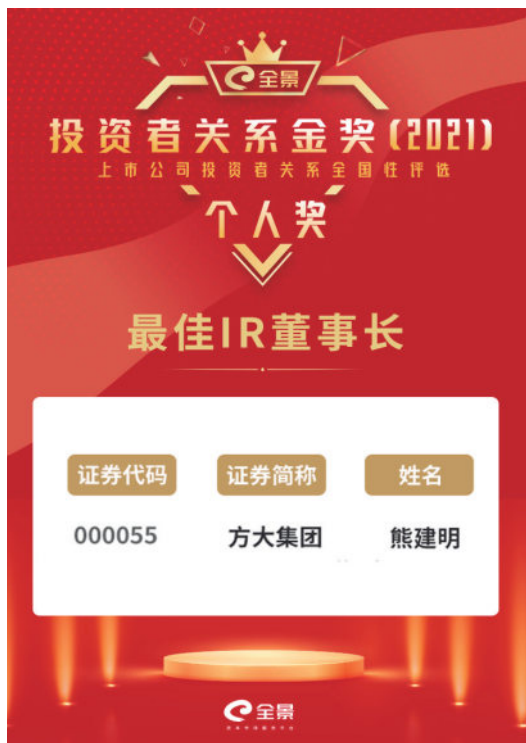 全景
投资者关系金奖(2021)
上市公司投资者关系全国性评选
个人奖
最佳IR董事长
证券代码 证券简称 姓名
000055 方大集团 熊建明
全景